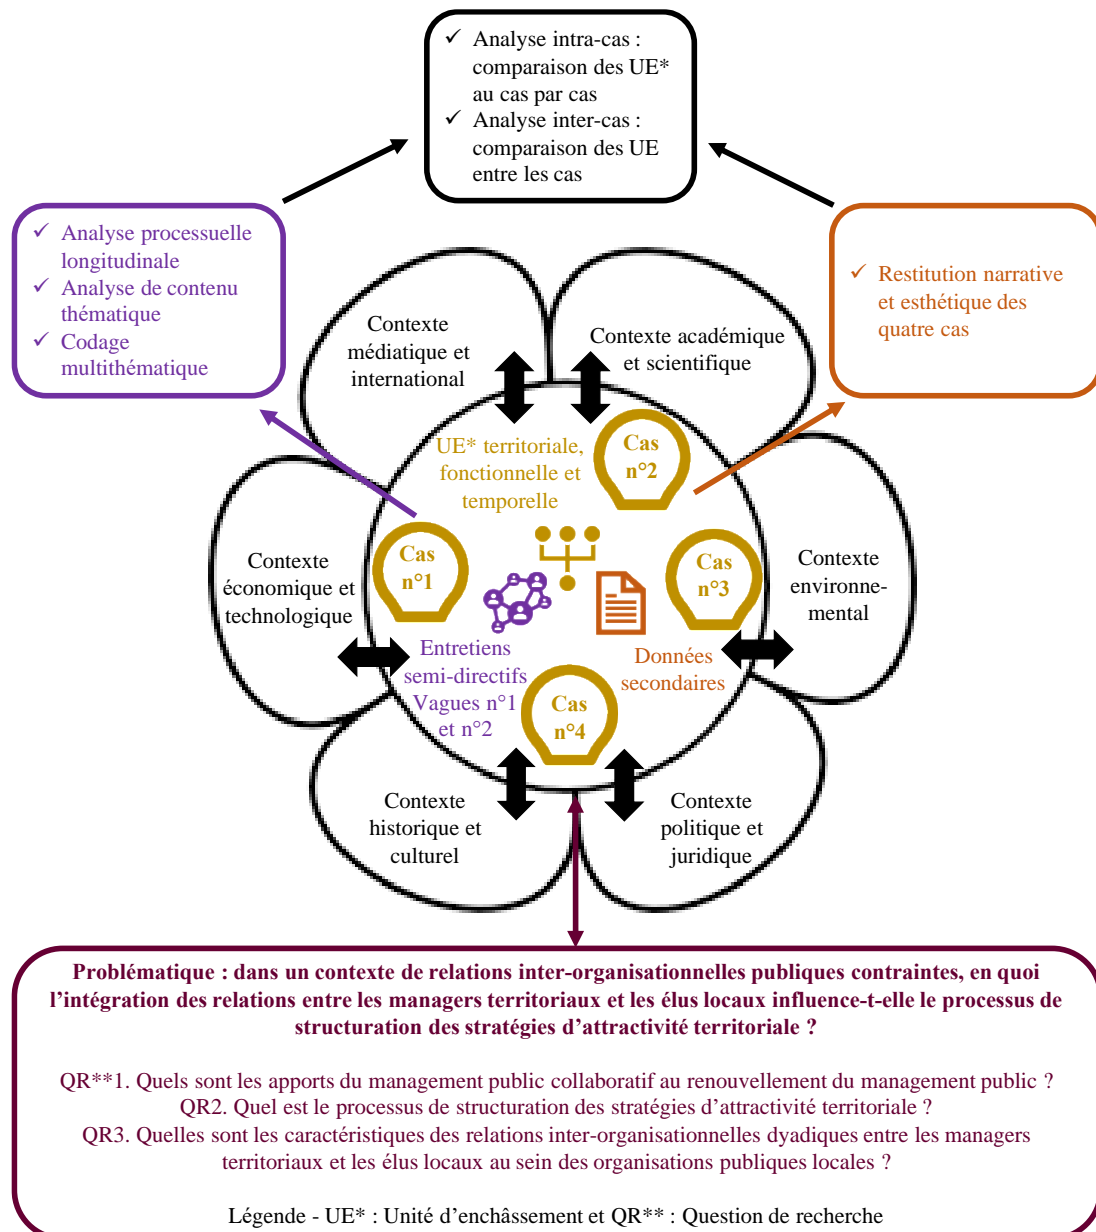 ✓ Analyse intra-cas :
comparaison des UE*
au cas par cas
✓ Analyse inter-cas :
comparaison des UE
entre les cas
✓ Analyse processuelle
longitudinale
✓ Analyse de contenu
thématique
✓ Codage
multithématique
✓ Restitution narrative
et esthétique des
quatre cas
Contexte
médiatique et
international
Contexte académique
et scientifique
UE* territoriale,
fonctionnelle et
temporelle
Cas
n°2
Contexte
économique et
technologique
Cas
n°1
Cas
n°3
Contexte
environne-
mental
Entretiens
semi-directifs
Vagues n°1
et n°2
Données
secondaires
Cas
n°4
Contexte
historique et
culturel
Contexte
politique et
juridique
Problématique : dans un contexte de relations inter-organisationnelles publiques contraintes, en quoi
l’intégration des relations entre les managers territoriaux et les élus locaux influence-t-elle le processus de
structuration des stratégies d’attractivité territoriale ?
QR**1. Quels sont les apports du management public collaboratif au renouvellement du management public ?
QR2. Quel est le processus de structuration des stratégies d’attractivité territoriale ?
QR3. Quelles sont les caractéristiques des relations inter-organisationnelles dyadiques entre les managers
territoriaux et les élus locaux au sein des organisations publiques locales ?
Légende - UE* : Unité d’enchâssement et QR** : Question de recherche